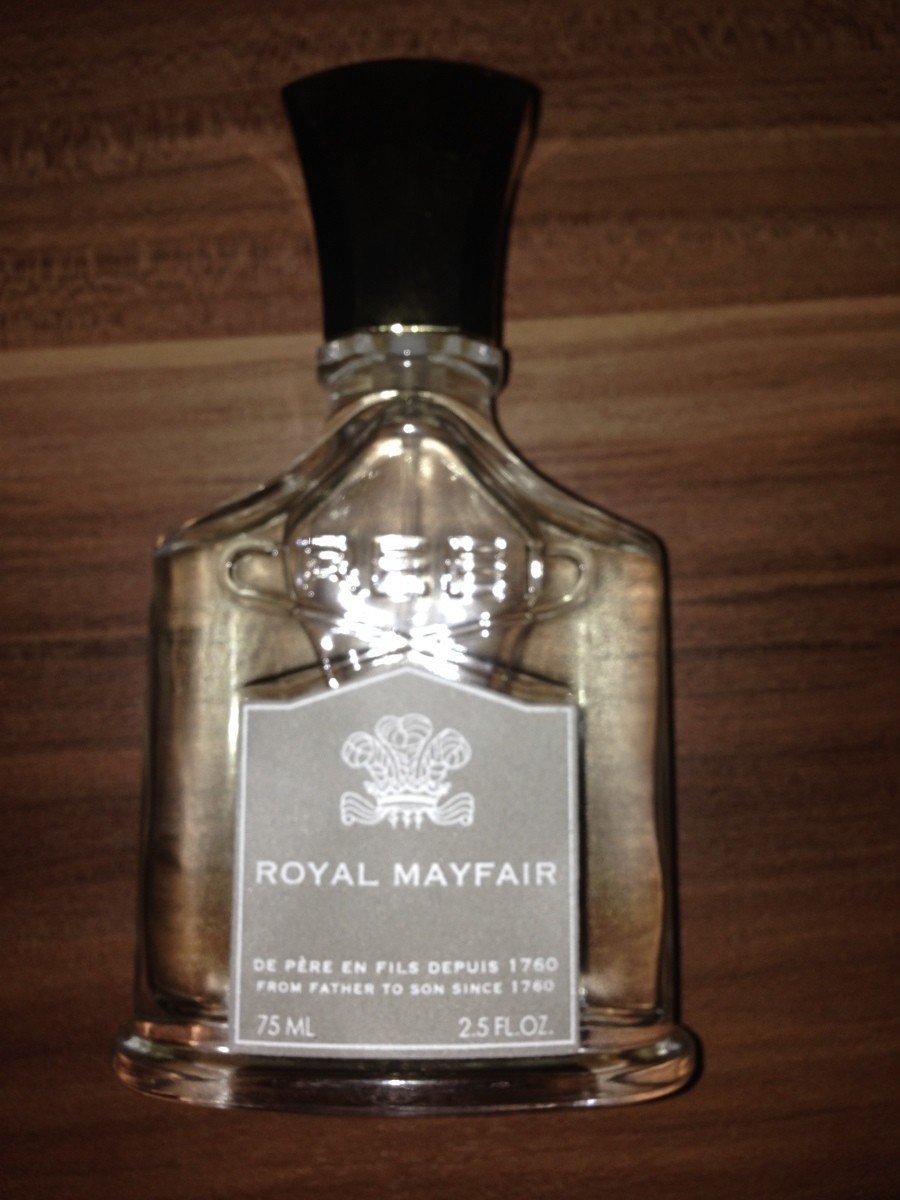 ROYAL MAYFAIR
DE PÈRE EN FILS DEPUIS 1760
FROM FATHER TO SON SINCE 1760
75 ML 2.5 FL.OZ.